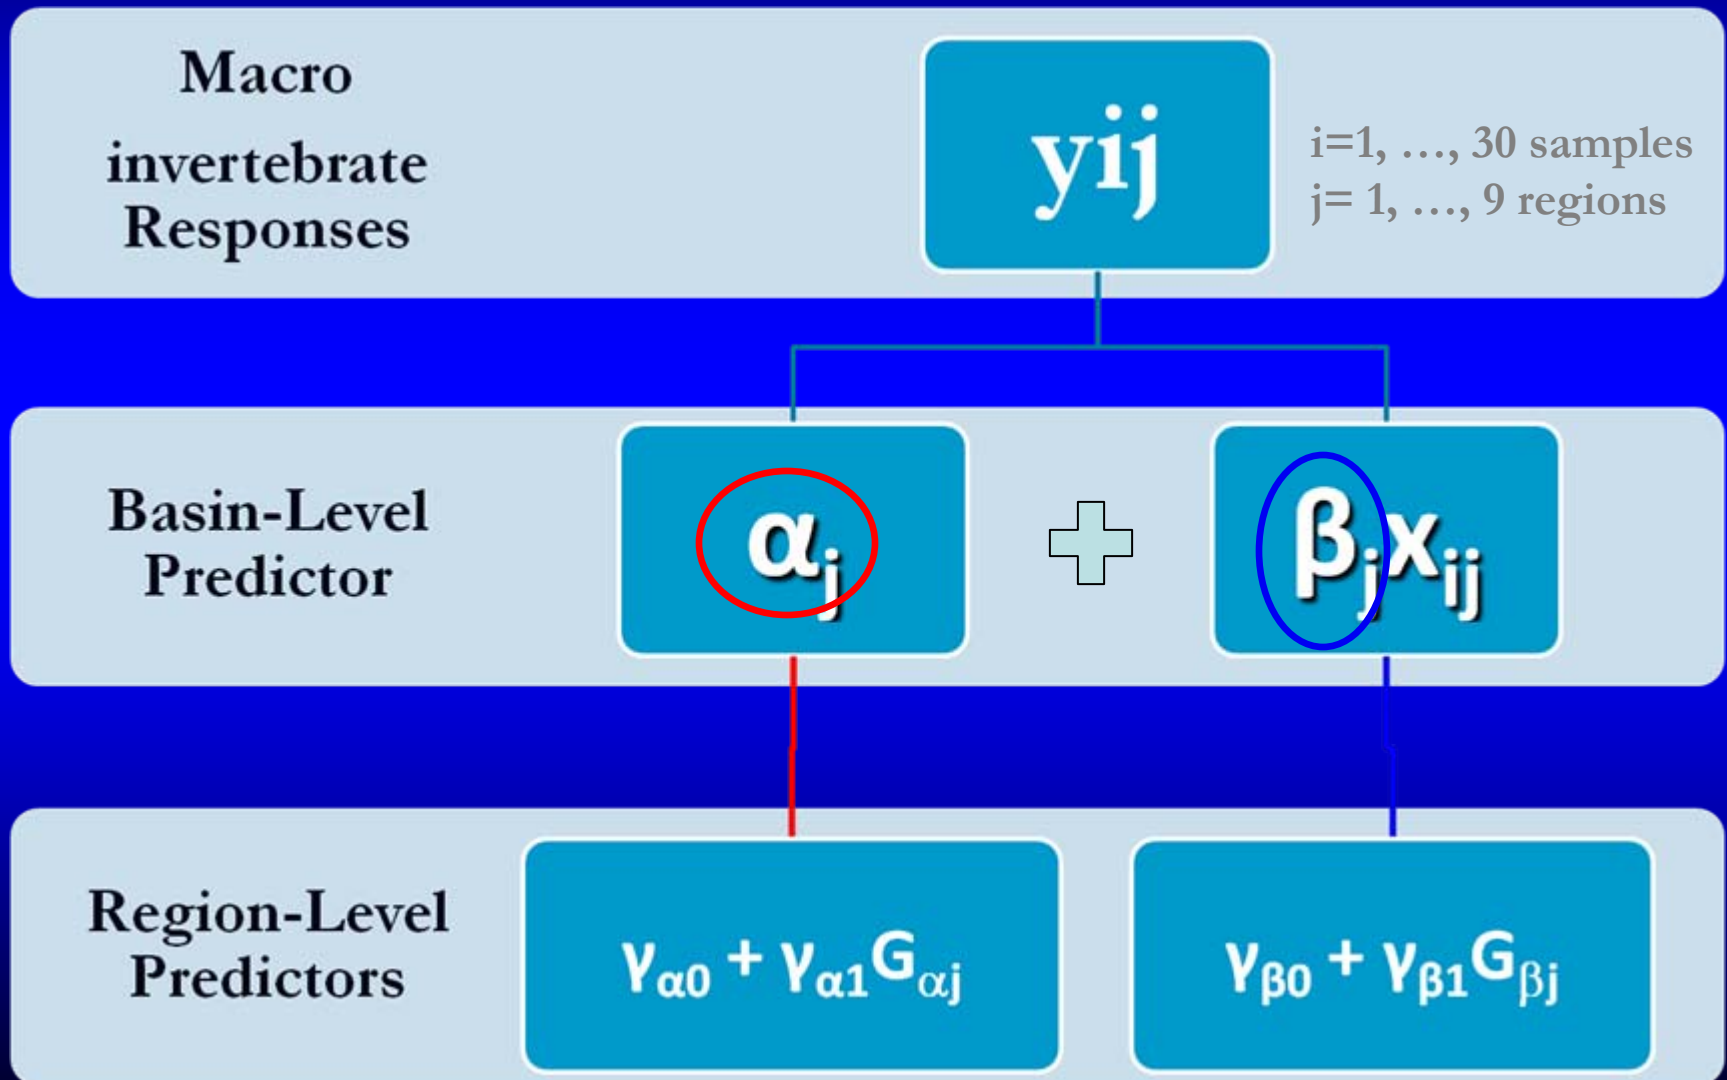 Macro
invertebrate
Responses
yij
i=1, …, 30 samples
j= 1, …, 9 regions
Basin-Level
Predictor
αj
βjxij
Region-Level
Predictors
γα0 + γα1Gαj
γβ0 + γβ1Gβj